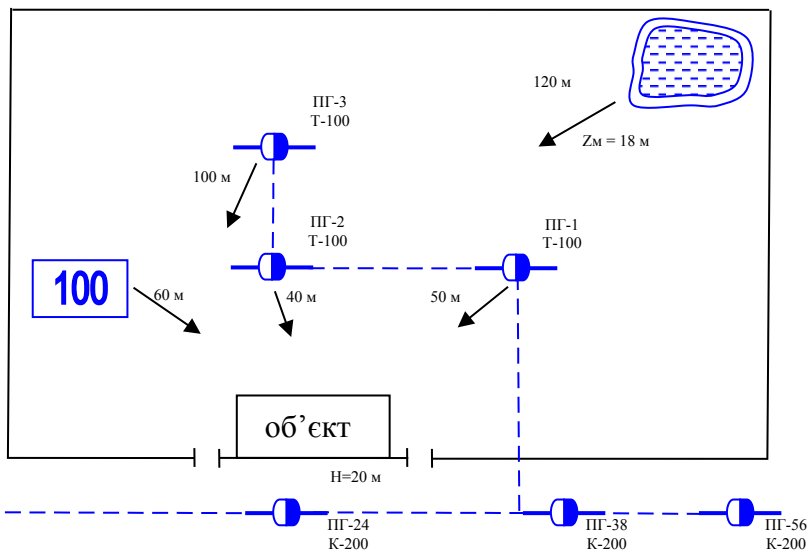 120 м
Zм = 18 м
ПГ-3
Т-100
100 м
ПГ-2
Т-100
ПГ-1
Т-100
100
60 м
40 м
50 м
об’єкт
Н=20 м
ПГ-24
К-200
ПГ-38
К-200
ПГ-56
К-200